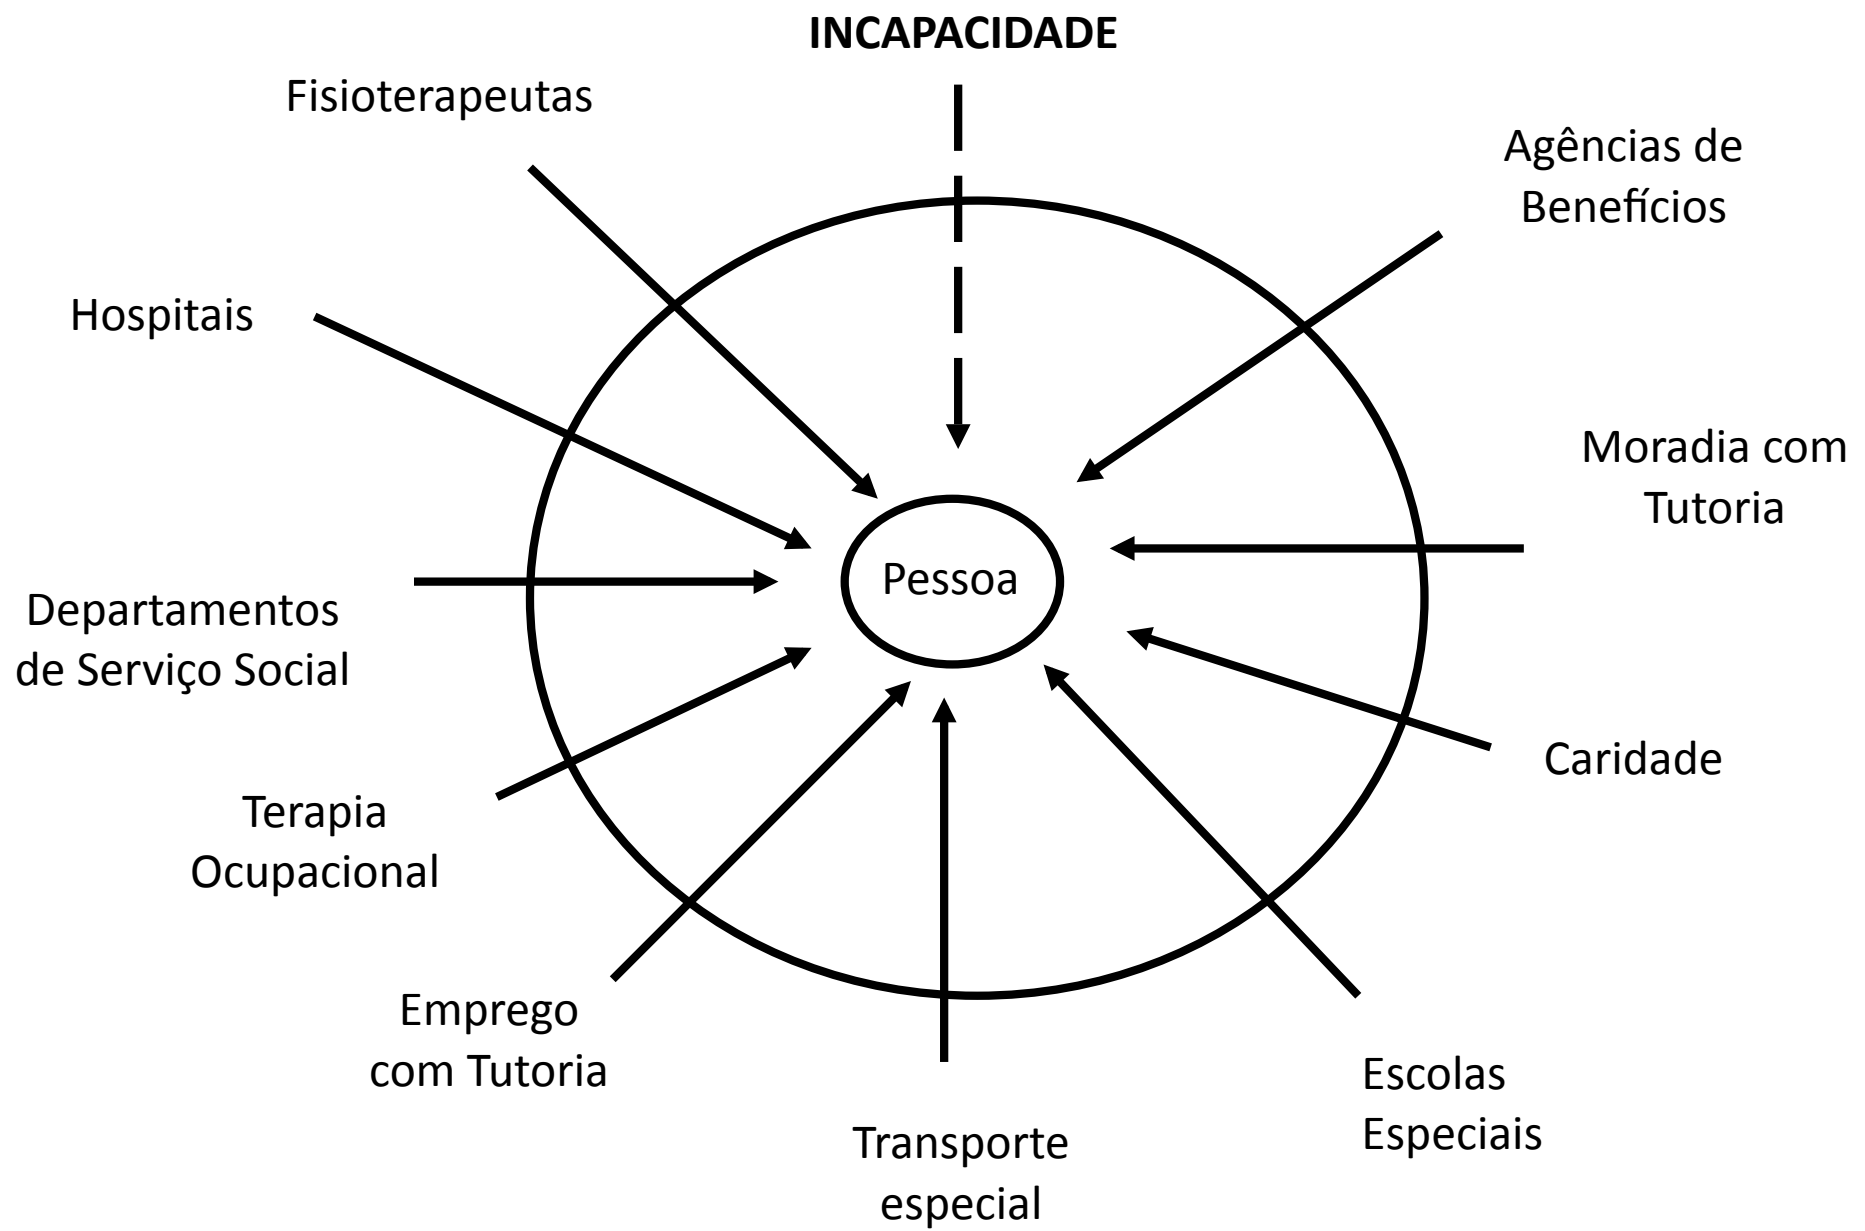 INCAPACIDADE
Fisioterapeutas
Agências de
Benefícios
Hospitais
Moradia com
Tutoria
Pessoa
Departamentos
de Serviço Social
Caridade
Terapia
Ocupacional
Emprego
com Tutoria
Escolas
Especiais
Transporte
especial